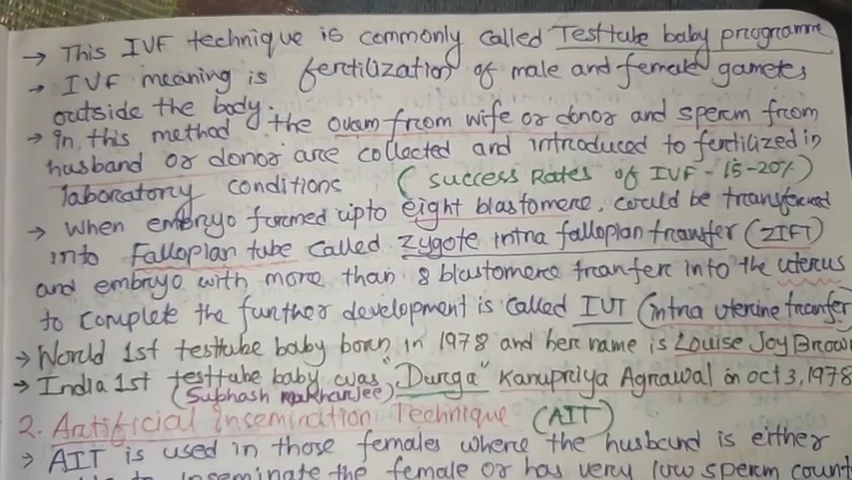 → This IVF technique is commonly called Testtube baby programme
→ IVF meaning is fertilization of male and female gametes
outside the body.
→ in this method the ovum from wife or donor and sperm from
husband or donor are collected and introduced to fertilized in
laboratory conditions (success Rates of IVF - 15-20%)
→ when embryo formed upto eight blastomere, could be transferred
into Falloplan tube called zygote intra fallopian transfer (ZIFT)
and embryo with more than 8 blastomere tranfere into the uterus
to complete the further development is called IUT (intra uterine tranfer)
→ World 1st testtube baby born in 1978 and her name is Louise Joy Brown
→ India 1st testtube baby was "Durga" Kanupriya Agrawal in oct 3, 1978
(Subhash mukharjee)
2. Artificial insemination Technique (AIT)
→ AIT is used in those females where the husband is either
to inseminate the female or has very low sperm count